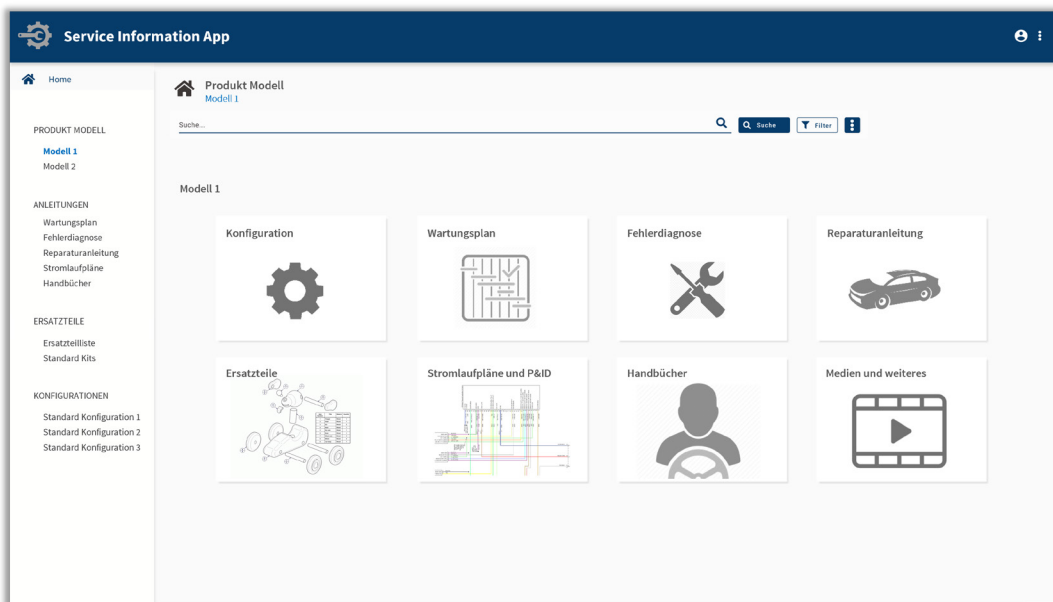 Service Information App
Home
PRODUKT MODELL
Modell 1
Modell 2
ANLEITUNGEN
Wartungsplan
Fehlerdiagnose
Reparaturanleitung
Stromlaufpläne
Handbücher
ERSATZTEILE
Ersatzteilliste
Standard Kits
KONFIGURATIONEN
Standard Konfiguration 1
Standard Konfiguration 2
Standard Konfiguration 3
Produkt Modell
Modell 1
Suche...
Suche
Filter
Modell 1
Konfiguration
Wartungsplan
Fehlerdiagnose
Reparaturanleitung
Ersatzteile
Stromlaufpläne und P&ID
Handbücher
Medien und weiteres